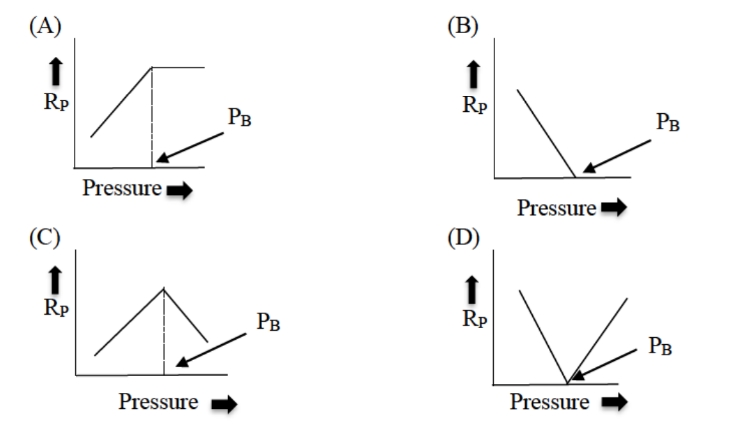 (A)
R_P
P_B
Pressure
(B)
R_P
P_B
Pressure
(C)
R_P
P_B
Pressure
(D)
R_P
P_B
Pressure